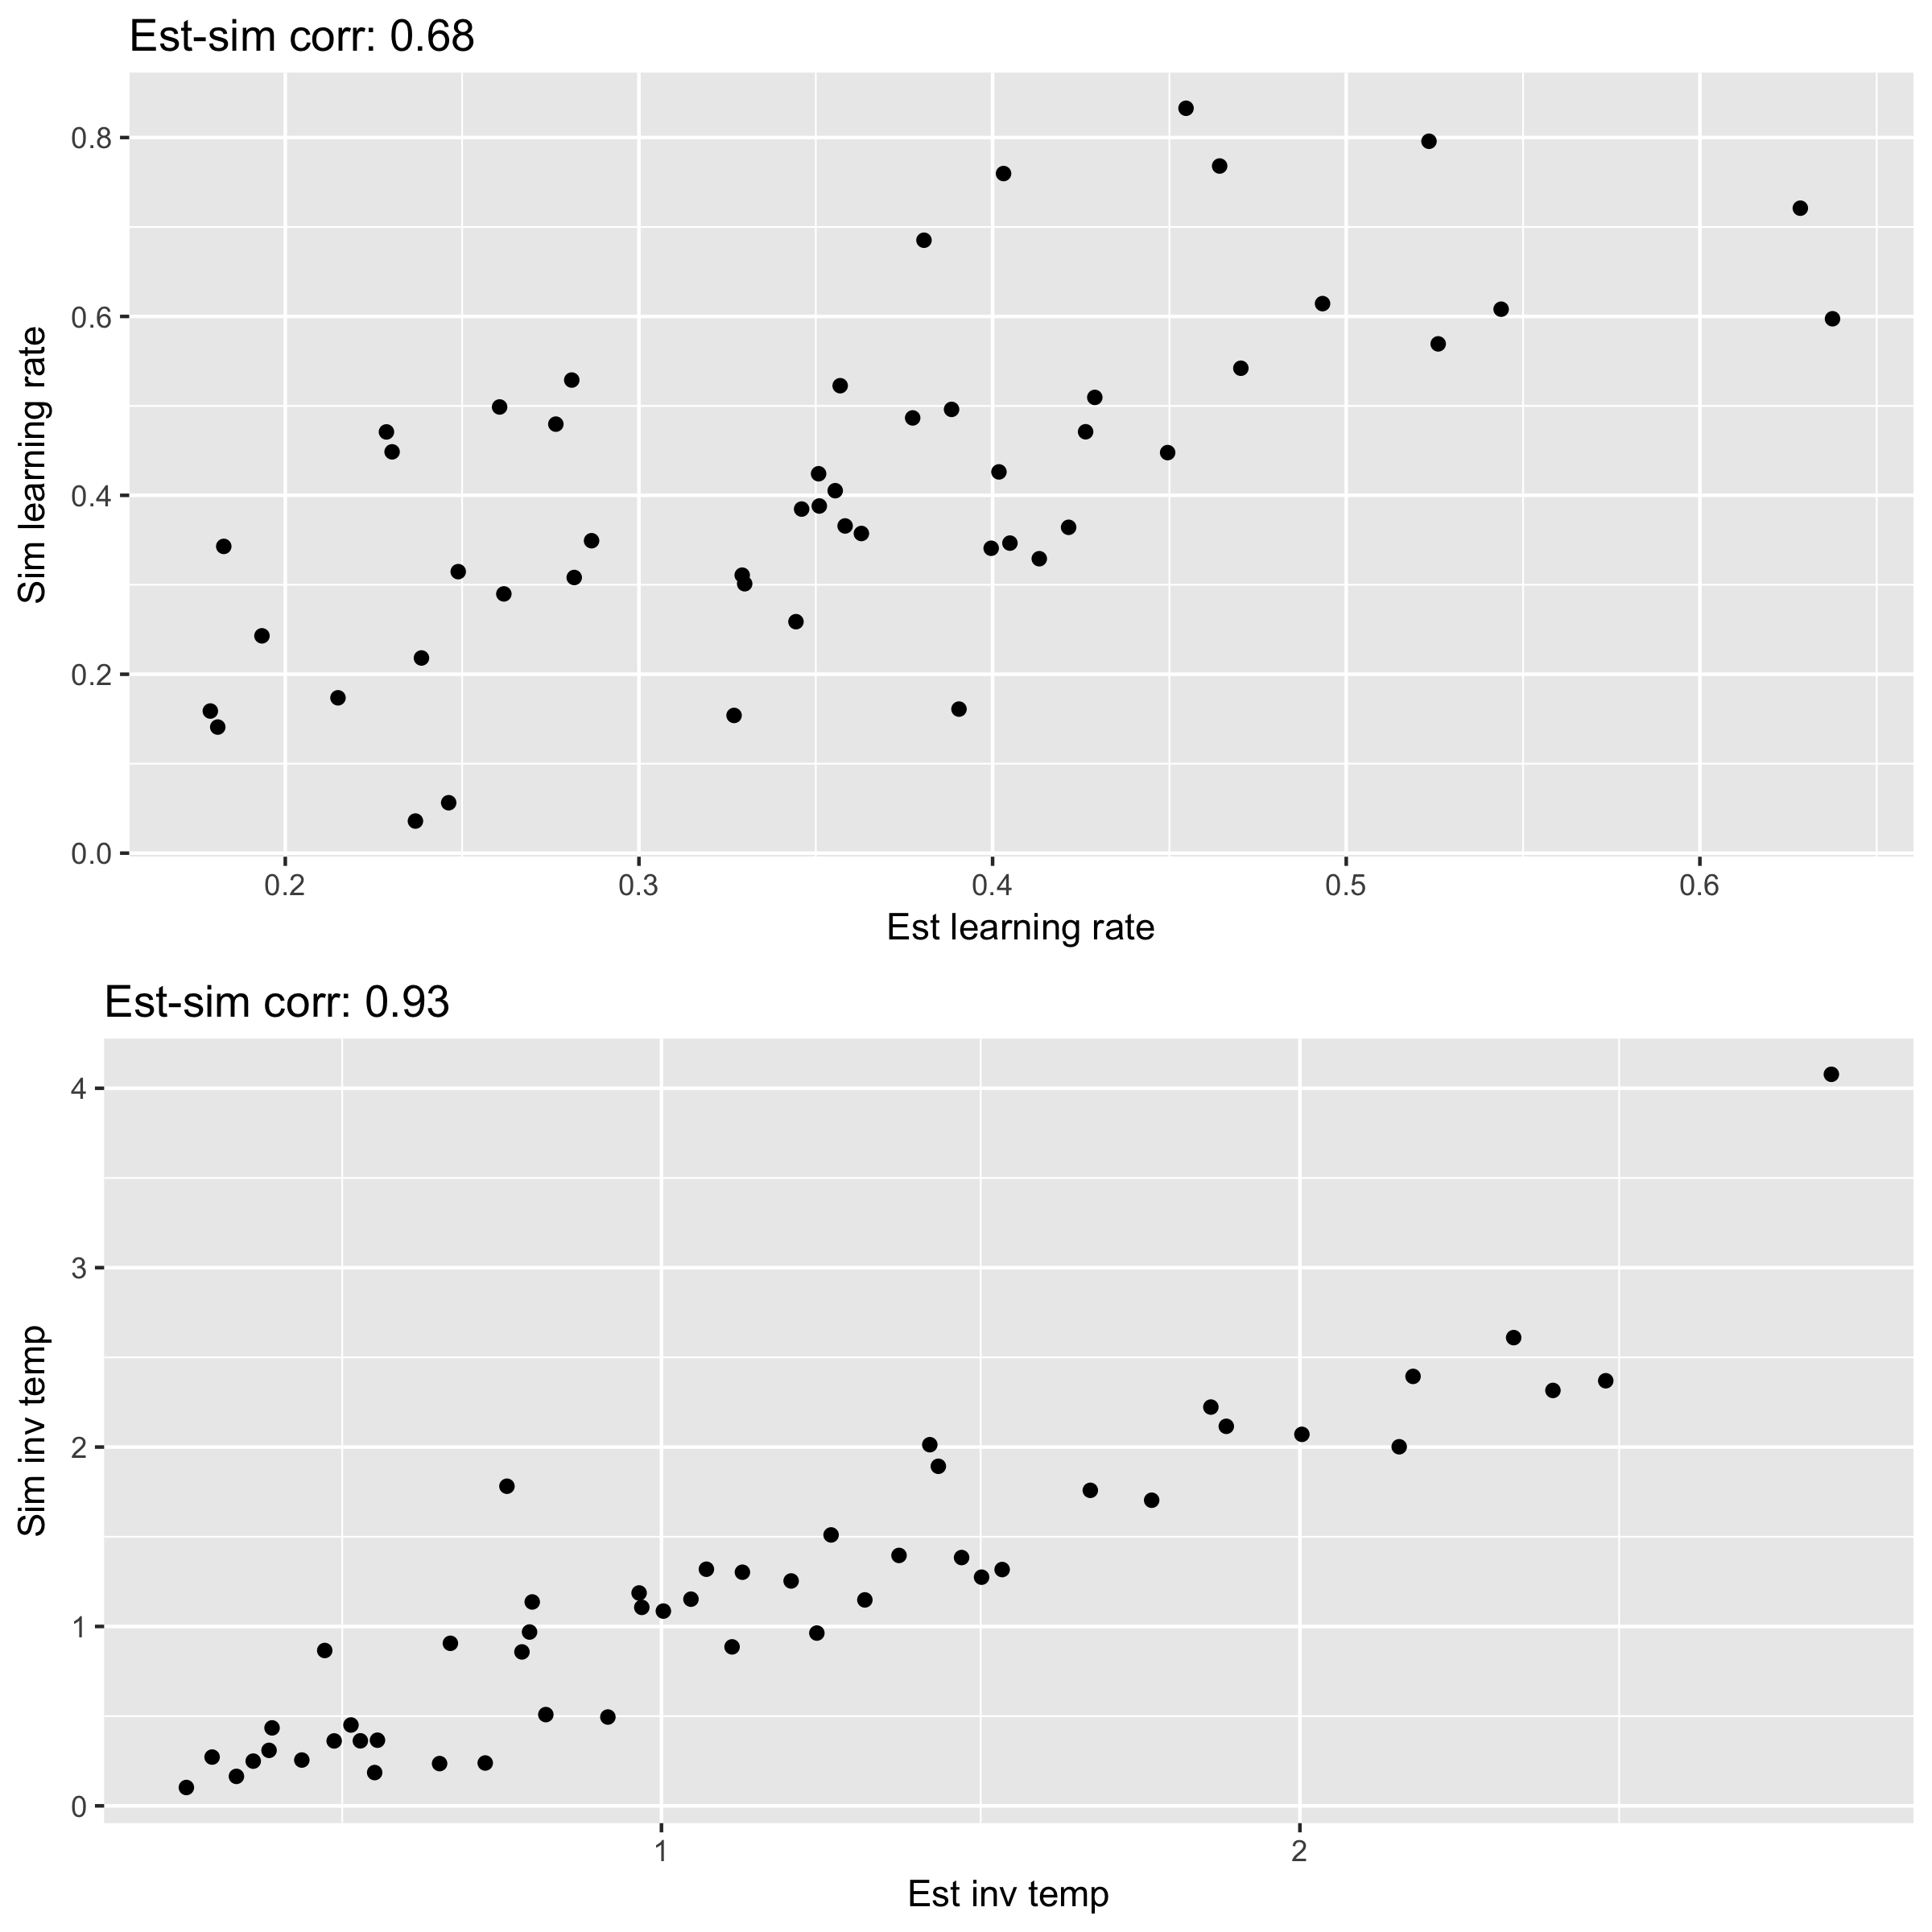 Est-sim corr: 0.68
Sim learning rate
0.8
0.6
0.4
0.2
0.0
0.2 0.3 0.4 0.5 0.6
Est learning rate
Est-sim corr: 0.93
Sim inv temp
4
3
2
1
0
1 2
Est inv temp